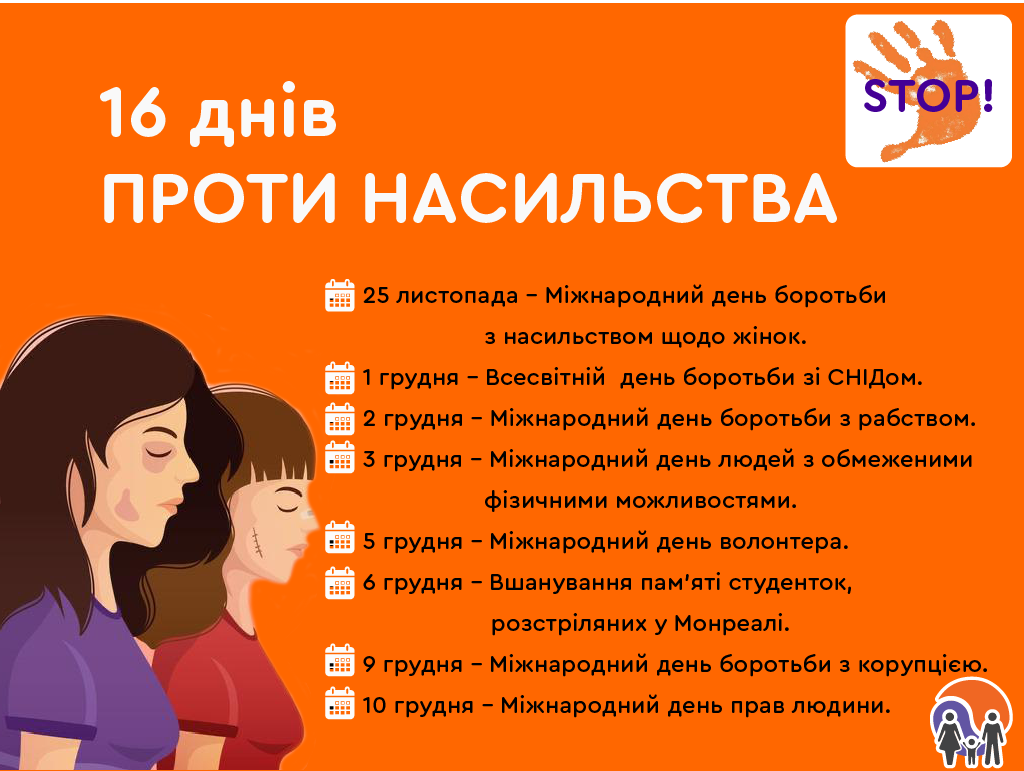 STOP!
16 днів
ПРОТИ НАСИЛЬСТВА
25 листопада – Міжнародний день боротьби
з насильством щодо жінок.
1 грудня – Всесвітній  день боротьби зі СНІДом.
2 грудня – Міжнародний день боротьби з рабством.
3 грудня – Міжнародний день людей з обмеженими
фізичними можливостями.
5 грудня – Міжнародний день волонтера.
6 грудня – Вшанування пам'яті студенток,
розстріляних у Монреалі.
9 грудня – Міжнародний день боротьби з корупцією.
10 грудня – Міжнародний день прав людини.